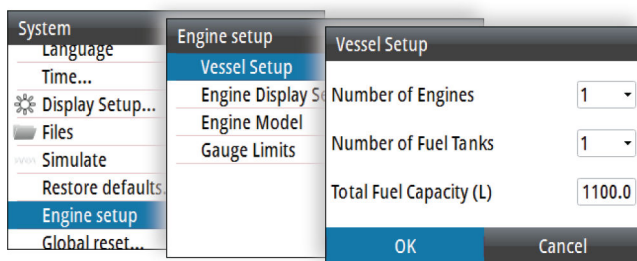 System
Language
Time...
Display Setup...
Files
Simulate
Restore defaults.
Engine setup
Global reset...
Engine setup
Vessel Setup
Engine Display Se
Engine Model
Gauge Limits
Vessel Setup
Number of Engines 1
Number of Fuel Tanks 1
Total Fuel Capacity (L) 1100.0
OK Cancel